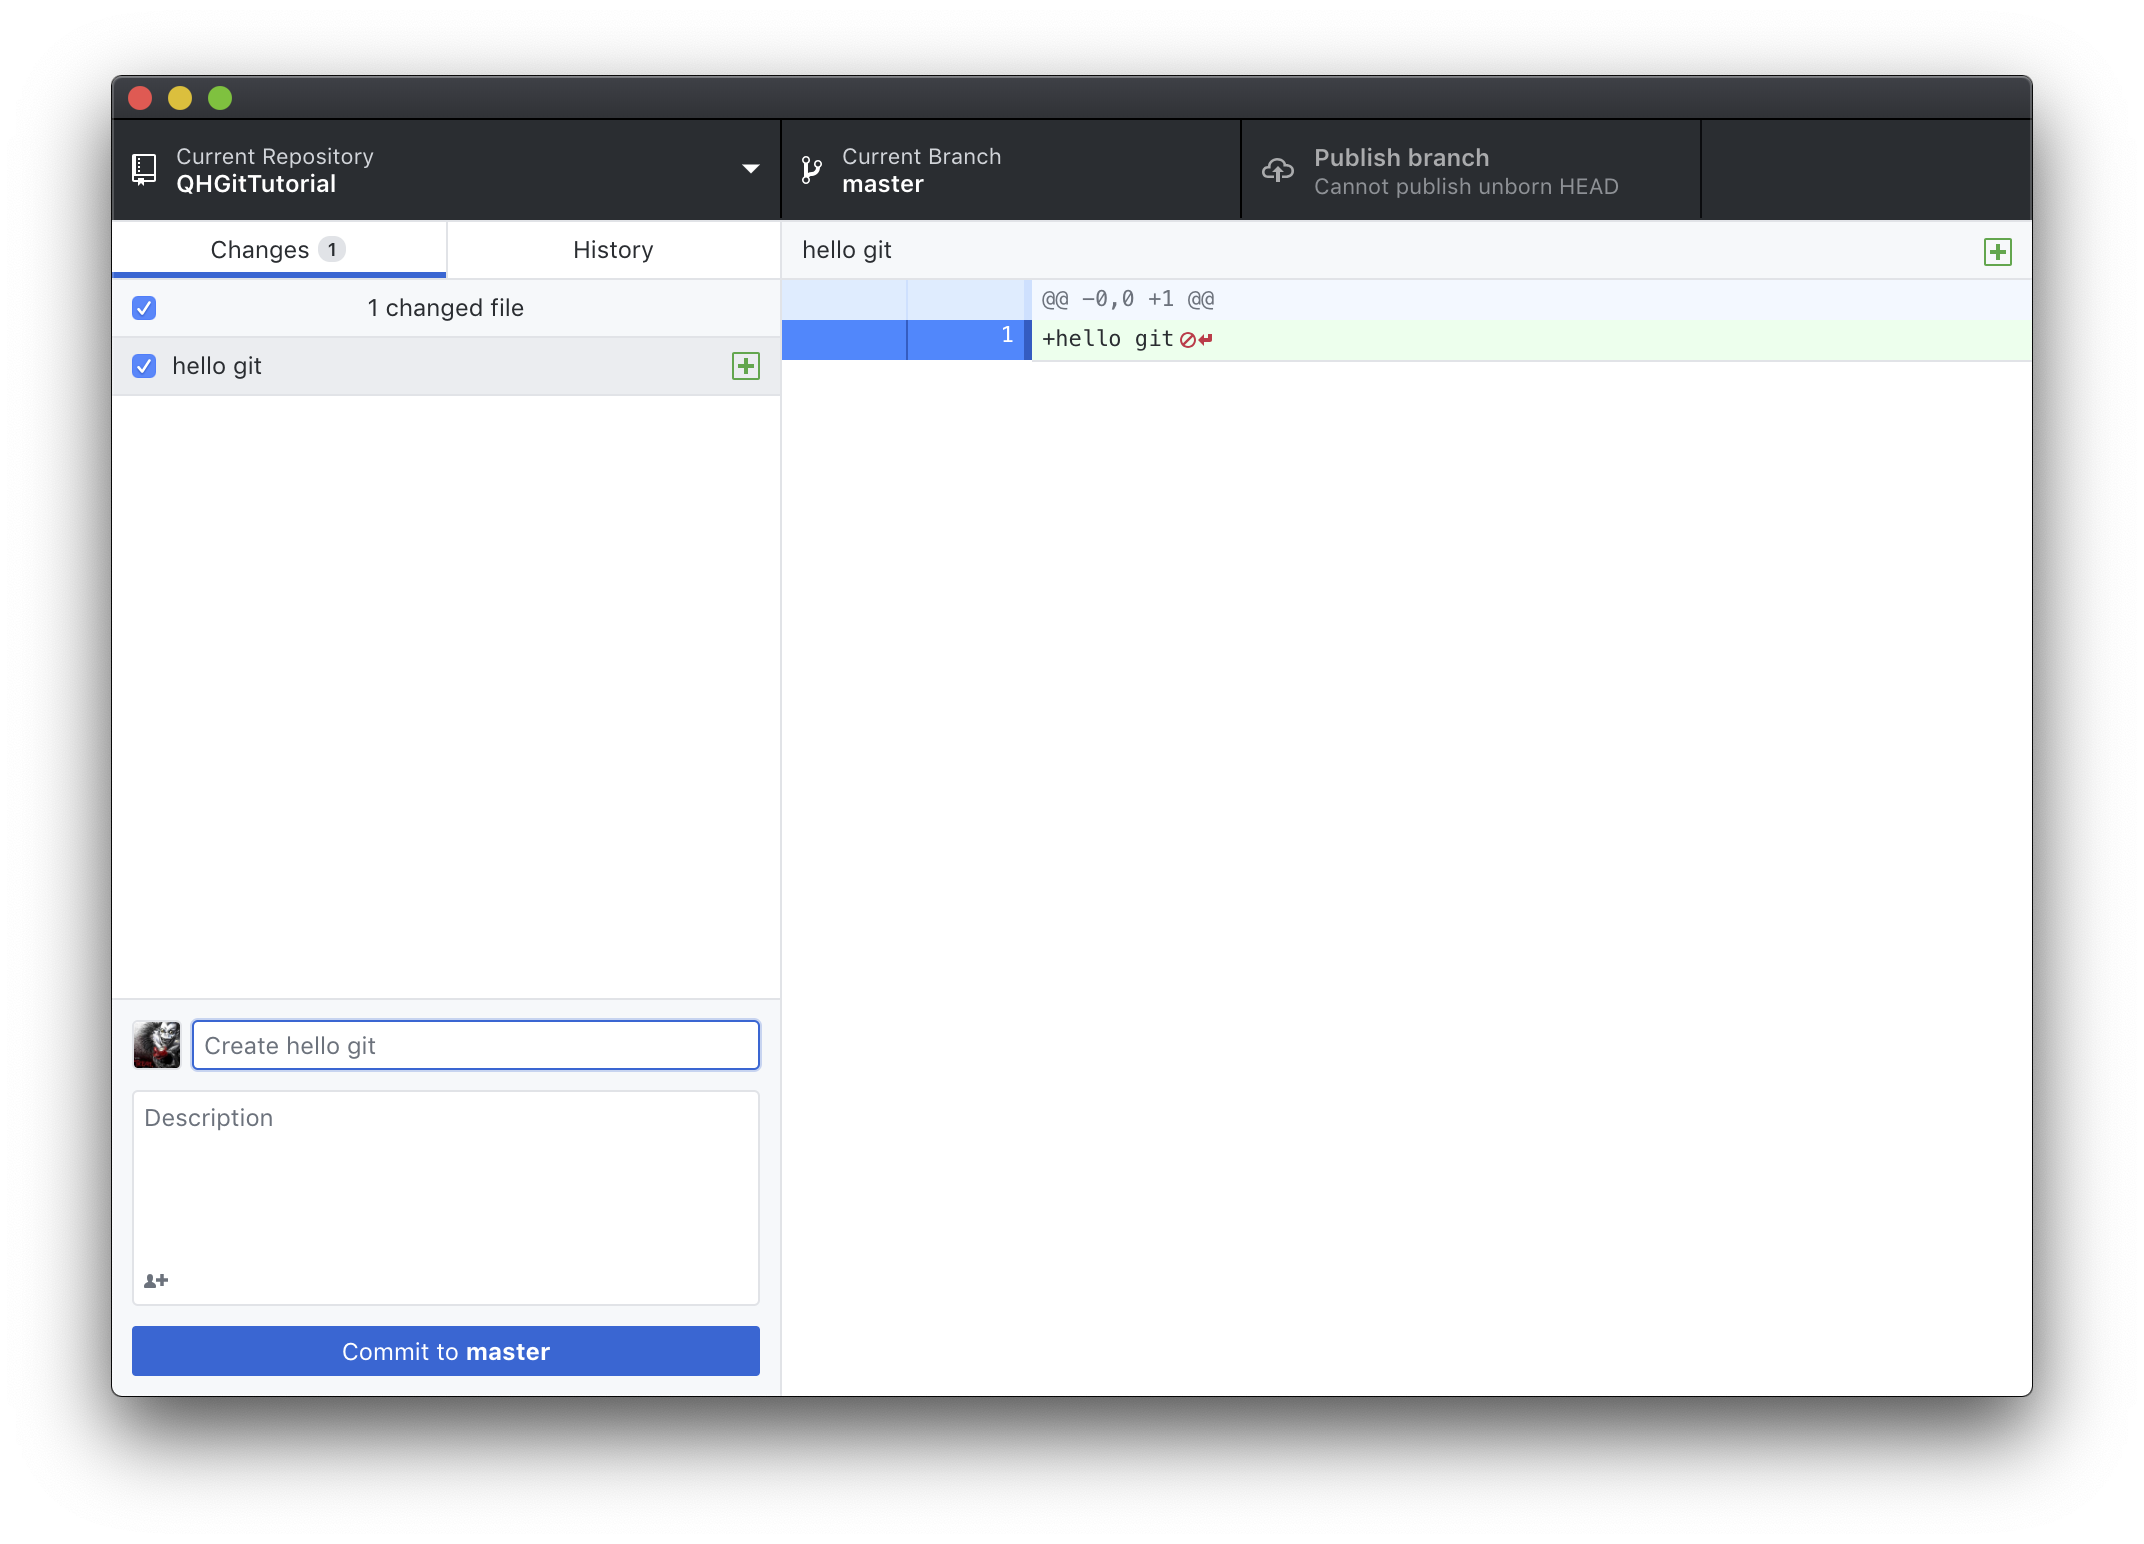 Current Repository
QHGitTutorial
Current Branch
master
Publish branch
Cannot publish unborn HEAD
Changes 1
History
1 changed file
hello git
hello git
@@ -0,0 +1 @@
1 +hello git
Create hello git
Description
Commit to master